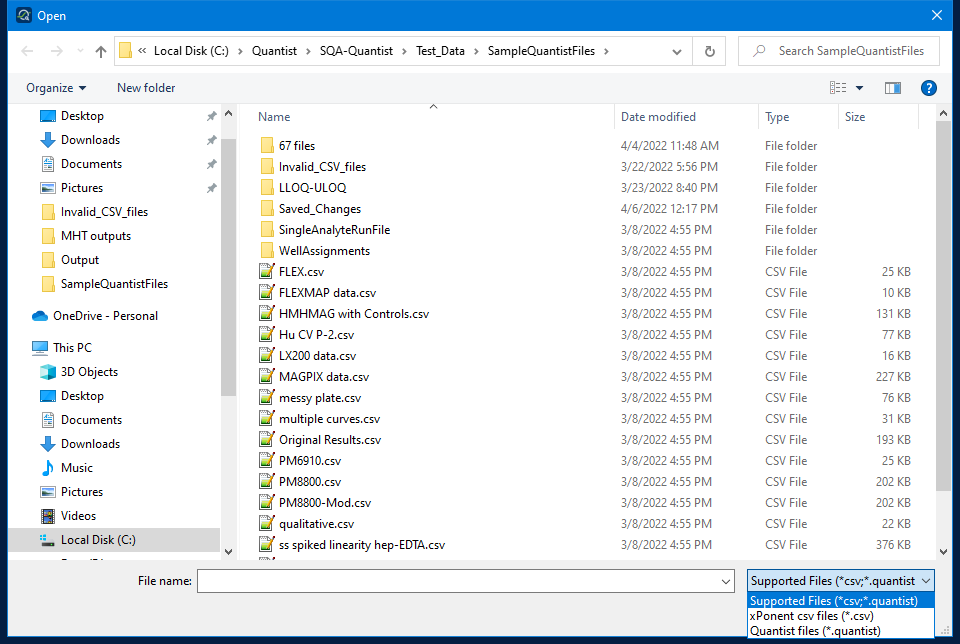 Open
« Local Disk (C:) › Quantist › SQA-Quantist › Test_Data › SampleQuantistFiles ›
Search SampleQuantistFiles
Organize
New folder
Desktop
Downloads
Documents
Pictures
Invalid_CSV_files
MHT outputs
Output
SampleQuantistFiles
OneDrive - Personal
This PC
3D Objects
Desktop
Documents
Downloads
Music
Pictures
Videos
Local Disk (C:)
Name Date modified Type Size
67 files 4/4/2022 11:48 AM File folder
Invalid_CSV_files 3/22/2022 5:56 PM File folder
LLOQ-ULOQ 3/23/2022 8:40 PM File folder
Saved_Changes 4/6/2022 12:17 PM File folder
SingleAnalyteRunFile 3/8/2022 4:55 PM File folder
WellAssignments 3/8/2022 4:55 PM File folder
FLEX.csv 3/8/2022 4:55 PM CSV File 25 KB
FLEXMAP data.csv 3/8/2022 4:55 PM CSV File 10 KB
HMHMAG with Controls.csv 3/8/2022 4:55 PM CSV File 131 KB
Hu CV P-2.csv 3/8/2022 4:55 PM CSV File 77 KB
LX200 data.csv 3/8/2022 4:55 PM CSV File 16 KB
MAGPIX data.csv 3/8/2022 4:55 PM CSV File 227 KB
messy plate.csv 3/8/2022 4:55 PM CSV File 76 KB
multiple curves.csv 3/8/2022 4:55 PM CSV File 31 KB
Original Results.csv 3/8/2022 4:55 PM CSV File 193 KB
PM6910.csv 3/8/2022 4:55 PM CSV File 25 KB
PM8800.csv 3/8/2022 4:55 PM CSV File 202 KB
PM8800-Mod.csv 3/8/2022 4:55 PM CSV File 202 KB
qualitative.csv 3/8/2022 4:55 PM CSV File 22 KB
ss spiked linearity hep-EDTA.csv 3/8/2022 4:55 PM CSV File 376 KB
File name:
Supported Files (*csv;*.quantist
Supported Files (*csv;*.quantist)
xPonent csv files (*.csv)
Quantist files (*.quantist)